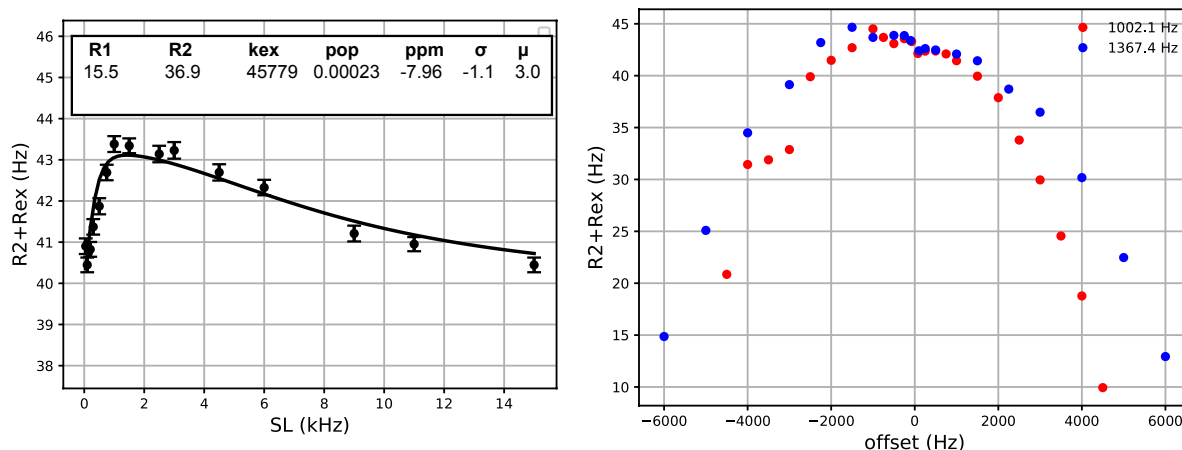 R1 R2 kex pop ppm σ μ
15.5 36.9 45779 0.00023 -7.96 -1.1 3.0
46
45
44
43
42
41
40
39
38
R2+Rex (Hz)
0 2 4 6 8 10 12 14
SL (kHz)
1002.1 Hz
1367.4 Hz
45
40
35
30
25
20
15
10
R2+Rex (Hz)
−6000 −4000 −2000 0 2000 4000 6000
offset (Hz)